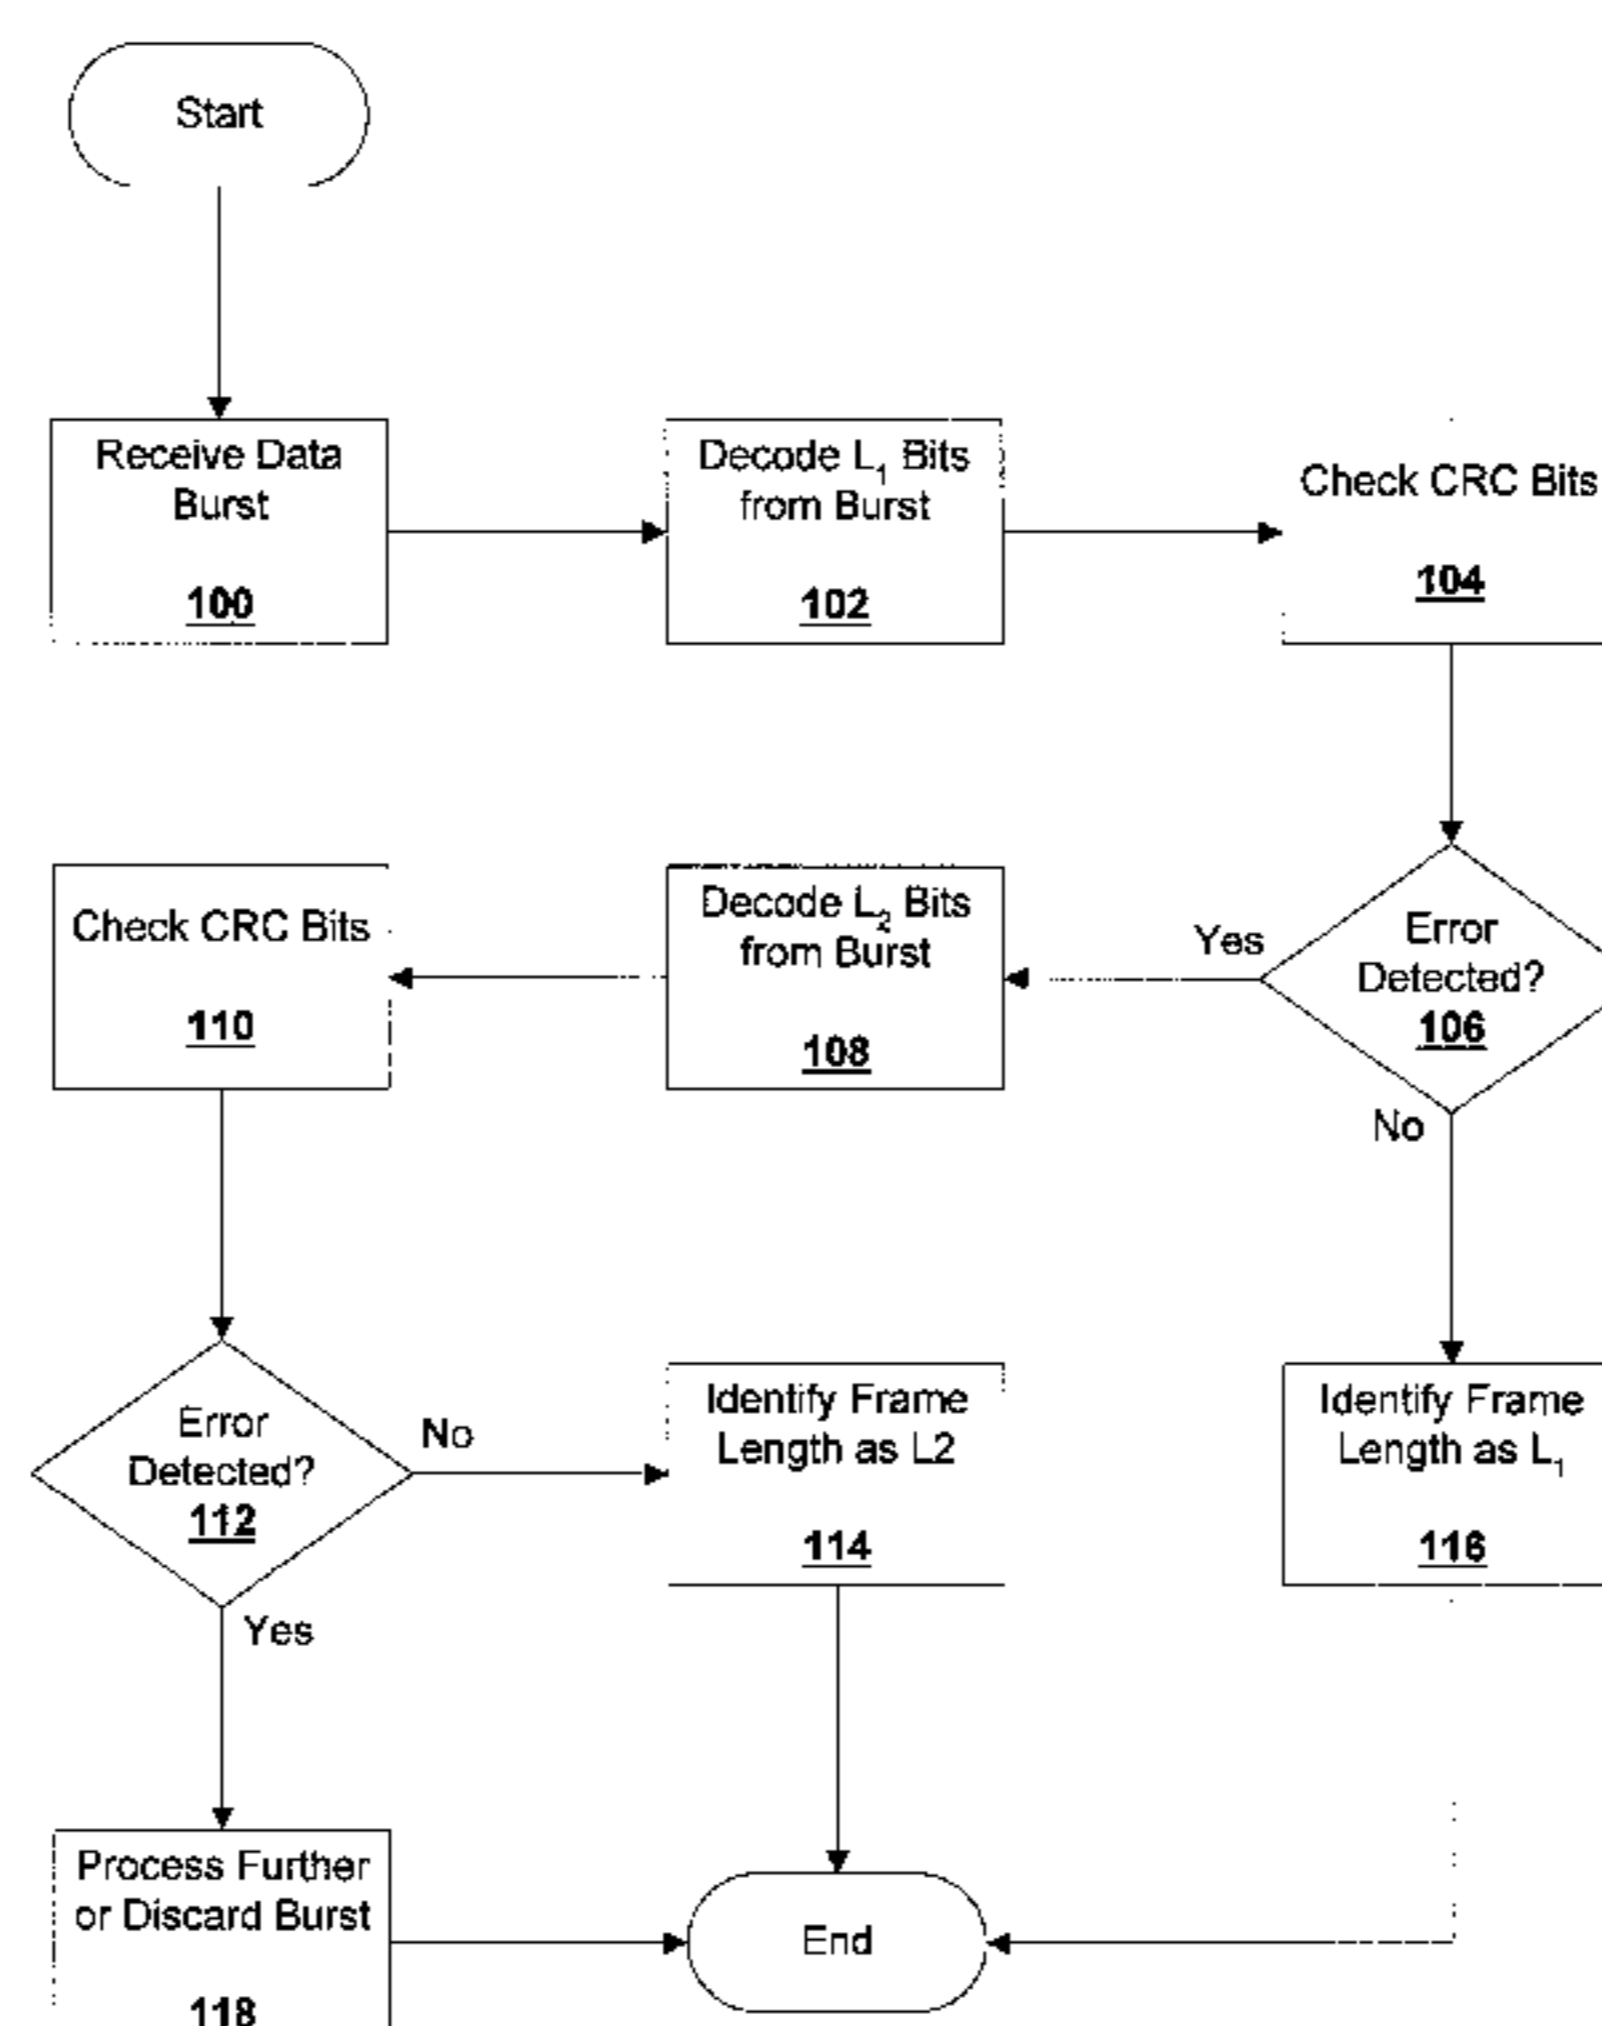 Start
Receive Data
Burst
100
Decode L₁ Bits
from Burst
102
Check CRC Bits
104
Check CRC Bits
110
Decode L₂ Bits
from Burst
108
Yes
Error
Detected?
106
No
Error
Detected?
112
No
Yes
Identify Frame
Length as L2
114
Identify Frame
Length as L₁
116
Process Further
or Discard Burst
118
End